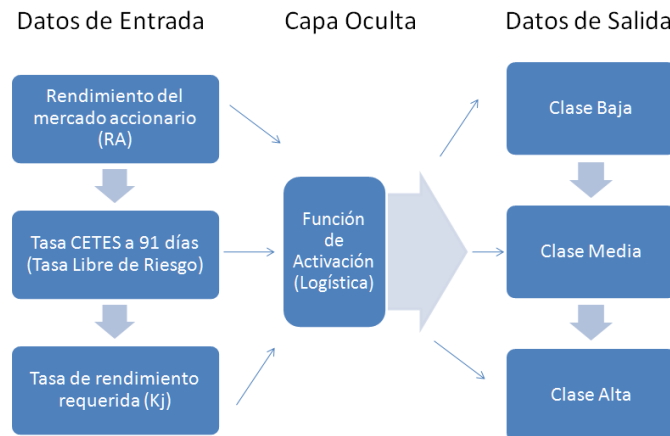 Datos de Entrada
Capa Oculta
Datos de Salida
Rendimiento del
mercado accionario
(RA)
Tasa CETES a 91 días
(Tasa Libre de Riesgo)
Tasa de rendimiento
requerida (Kj)
Función
de
Activación
(Logística)
Clase Baja
Clase Media
Clase Alta